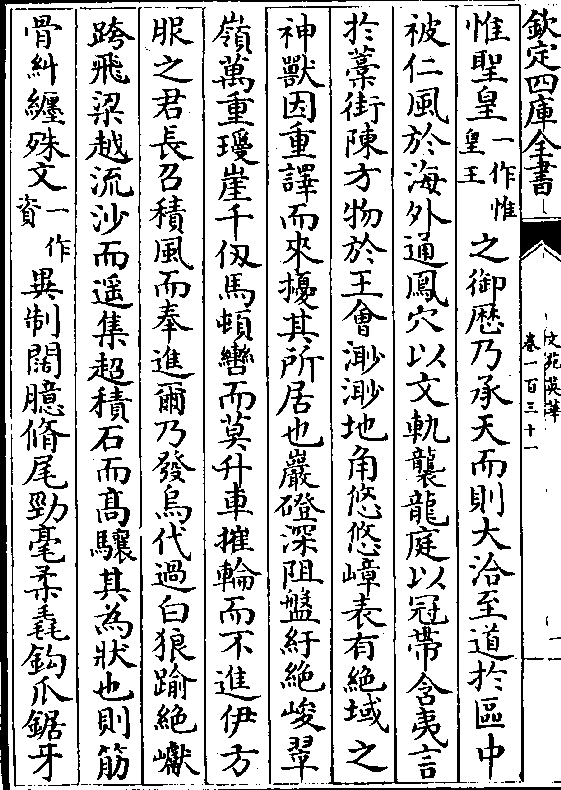 欽定四庫全書
文苑英華
卷一百三十一
一
惟聖皇一作惟皇王之御歴乃承天而則大洽至道於區中
被仁風於海外通鳳穴以文軌襲龍庭以冠帶含夷言
於藁街陳方物於王會渺渺地角悠悠嶂表有絶域之
神獸因重譯而來擾其所居也巖磴深阻盤紆絶峻翠
嶺萬重瓊崖千仭馬頓轡而莫升車摧輪而不進伊方
服之君長召積風而奉進爾乃發烏代過白狼踰絶巘
跨飛梁越流沙而遥集超積石而高驤其為狀也則筋
骨糾纒殊文一作資異制闊臆脩尾勁毫柔毳鈎爪鋸牙